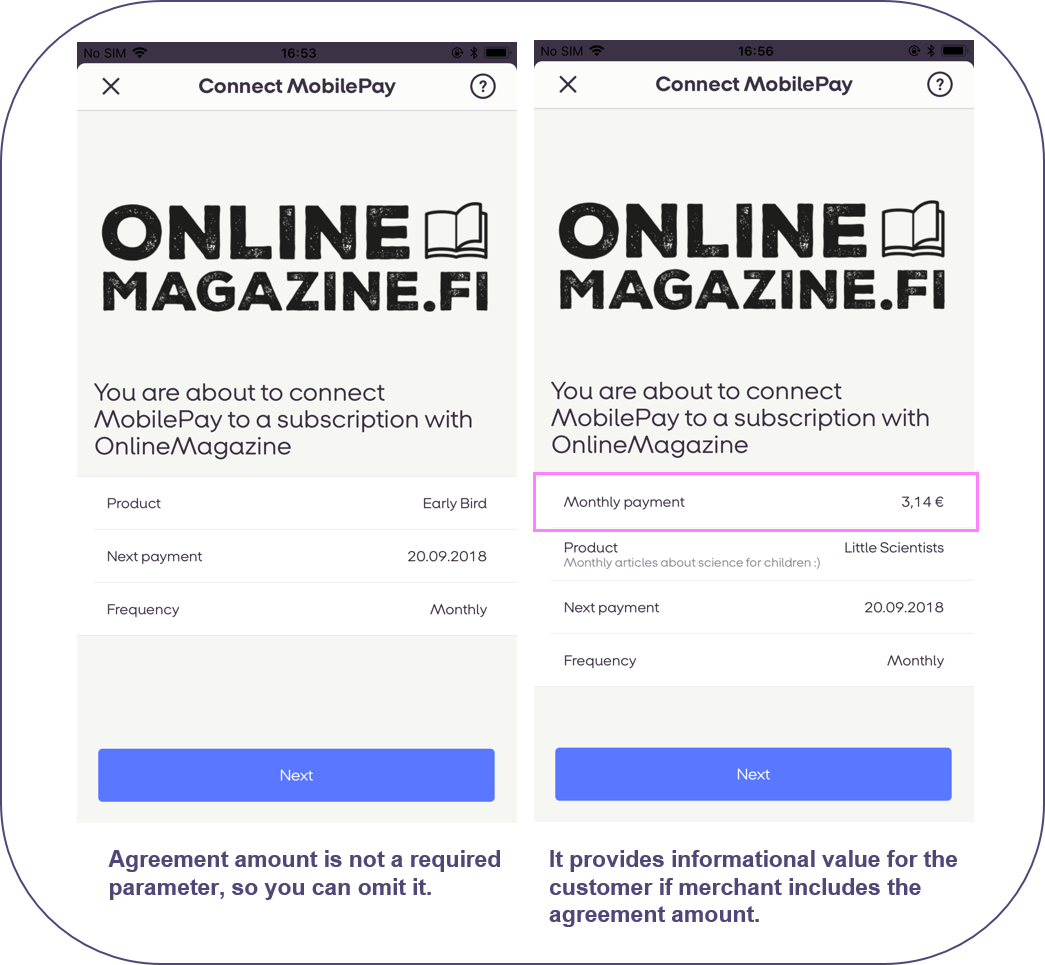 No SIM 16:53
Connect MobilePay ?
ONLINE
MAGAZINE.FI
You are about to connect
MobilePay to a subscription with
OnlineMagazine
Product Early Bird
Next payment 20.09.2018
Frequency Monthly
Next
Agreement amount is not a required
parameter, so you can omit it.
No SIM 16:56
Connect MobilePay ?
ONLINE
MAGAZINE.FI
You are about to connect
MobilePay to a subscription with
OnlineMagazine
Monthly payment 3,14 €
Product Little Scientists
Monthly articles about science for children :)
Next payment 20.09.2018
Frequency Monthly
Next
It provides informational value for the
customer if merchant includes the
agreement amount.